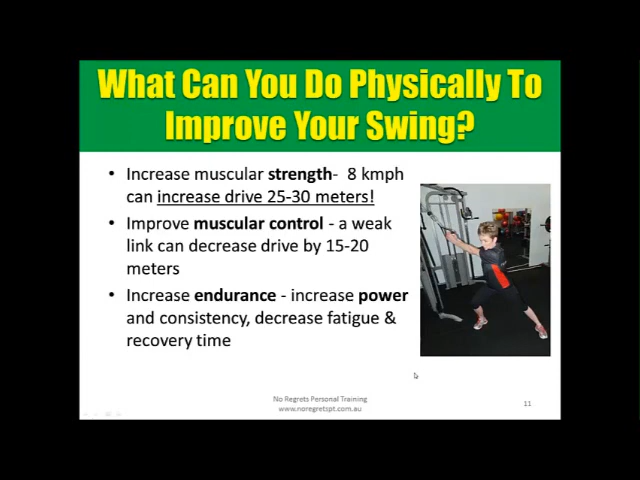 What Can You Do Physically To
Improve Your Swing?
• Increase muscular strength- 8 kmph
can increase drive 25-30 meters!
• Improve muscular control - a weak
link can decrease drive by 15-20
meters
• Increase endurance - increase power
and consistency, decrease fatigue &
recovery time
No Regrets Personal Training
www.noregretspt.com.au
11